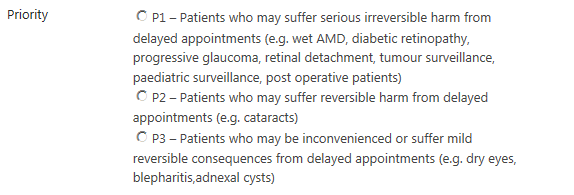 Priority
P1 – Patients who may suffer serious irreversible harm from
delayed appointments (e.g. wet AMD, diabetic retinopathy,
progressive glaucoma, retinal detachment, tumour surveillance,
paediatric surveillance, post operative patients)
P2 – Patients who may suffer reversible harm from delayed
appointments (e.g. cataracts)
P3 – Patients who may be inconvenienced or suffer mild
reversible consequences from delayed appointments (e.g. dry eyes,
blepharitis,adnexal cysts)